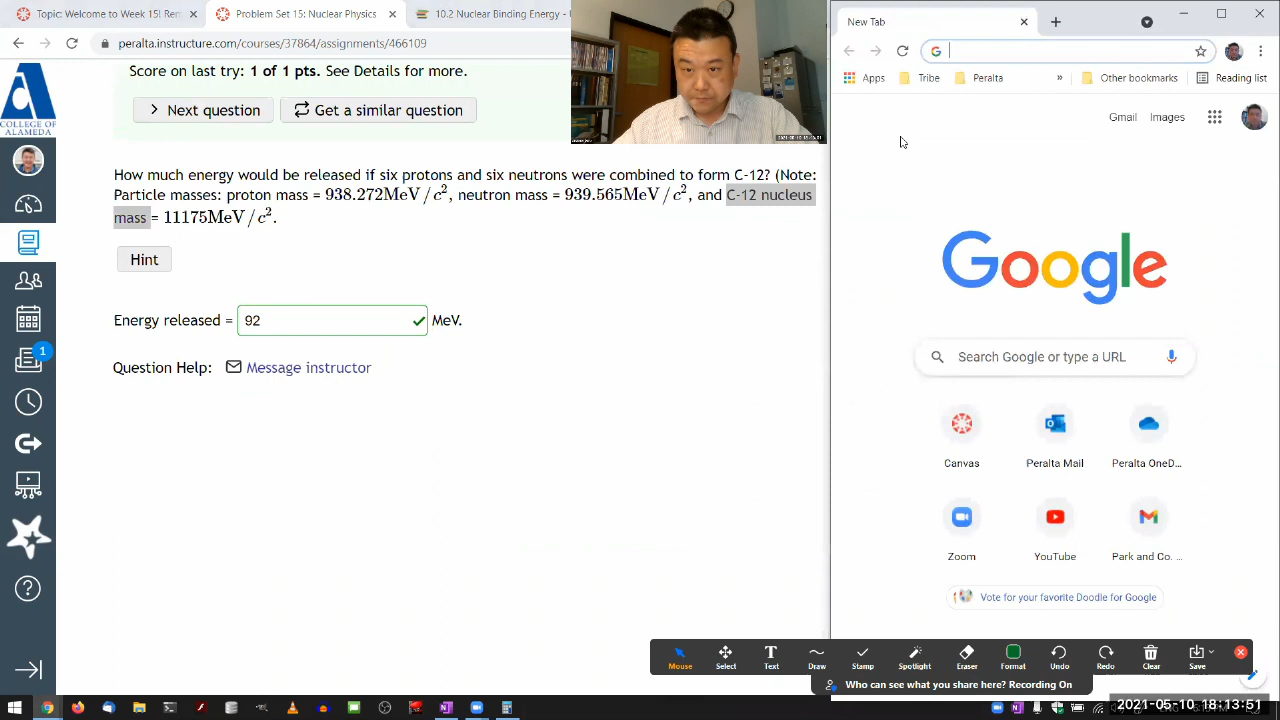 Topic: Welcome to Week 15!
Problem Set 15: Nuclear Physics
10.2 Nuclear Binding Energy -
New Tab
peralta.instructure.com/courses/37864/assignments/466109
Apps
Tribe
Peralta
»
Other bookmarks
Reading list
COLLEGE OF
ALAMEDA
1
Score on last try: 1 of 1 pts. See Details for more.
Next question
Get a similar question
How much energy would be released if six protons and six neutrons were combined to form C-12? (Note:
Particle masses: proton mass = 938.272MeV/c², neutron mass = 939.565MeV/c², and C-12 nucleus
mass = 11175MeV/c².
Hint
Energy released = 92 MeV.
Question Help: Message instructor
Gmail Images
Google
Search Google or type a URL
Canvas
Peralta Mail
Peralta OneD...
Zoom
YouTube
Park and Co. ...
Vote for your favorite Doodle for Google
Mouse
Select
Text
Draw
Stamp
Spotlight
Eraser
Format
Undo
Redo
Clear
Save
Who can see what you share here? Recording On
2021-05-10 18:13:51